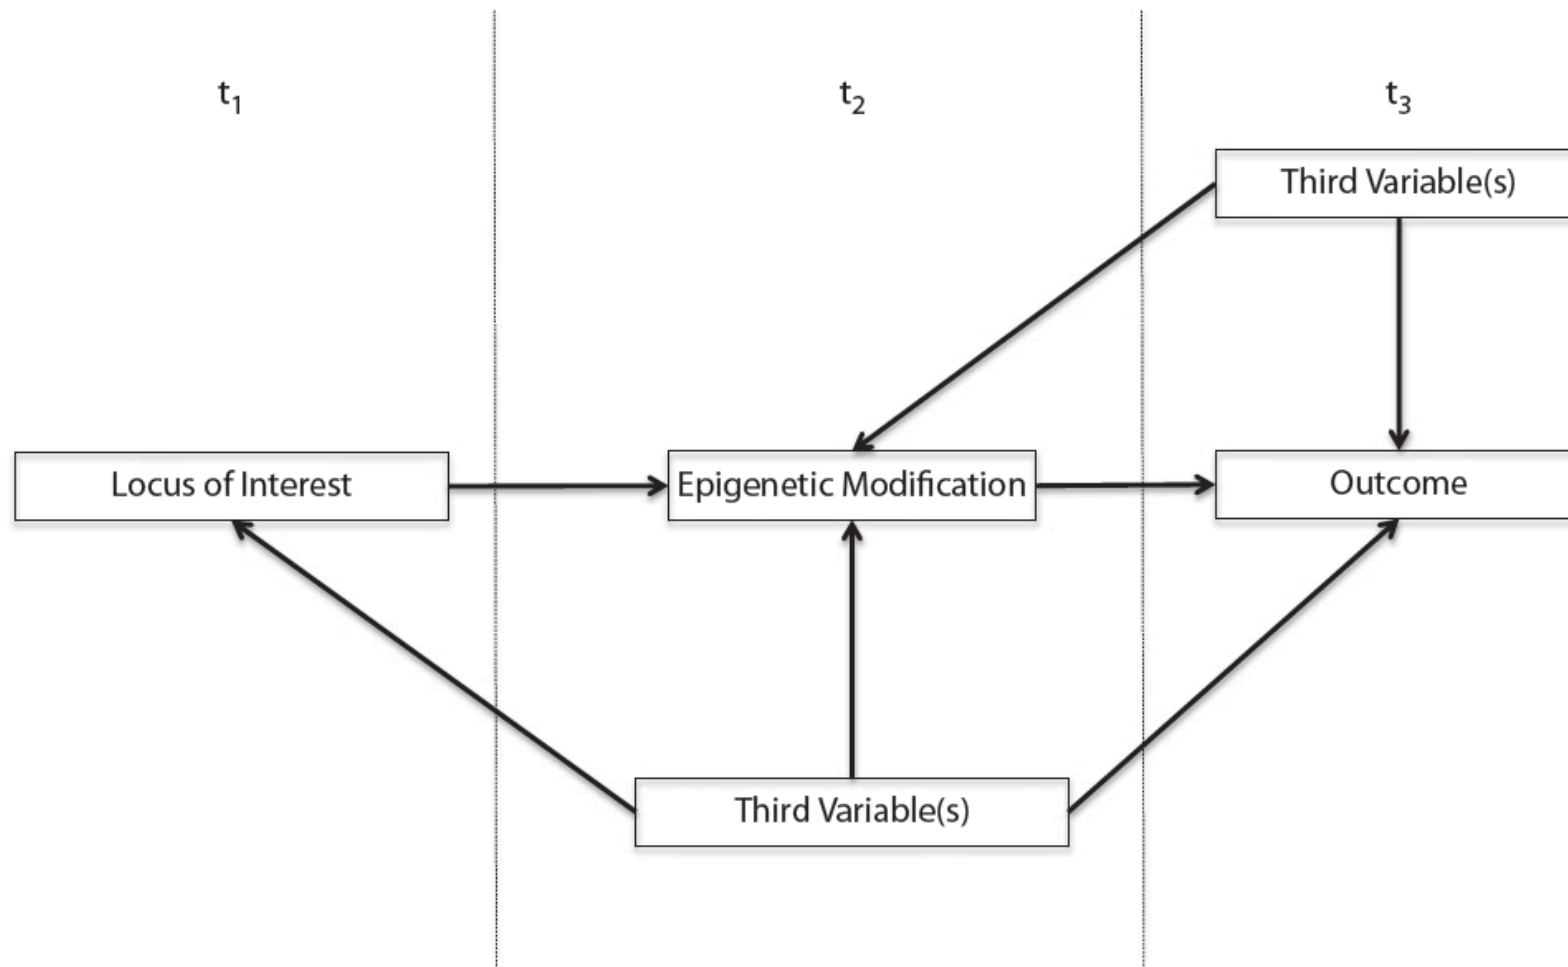 t1
t2
t3
Third Variable(s)
Locus of Interest
Epigenetic Modification
Outcome
Third Variable(s)